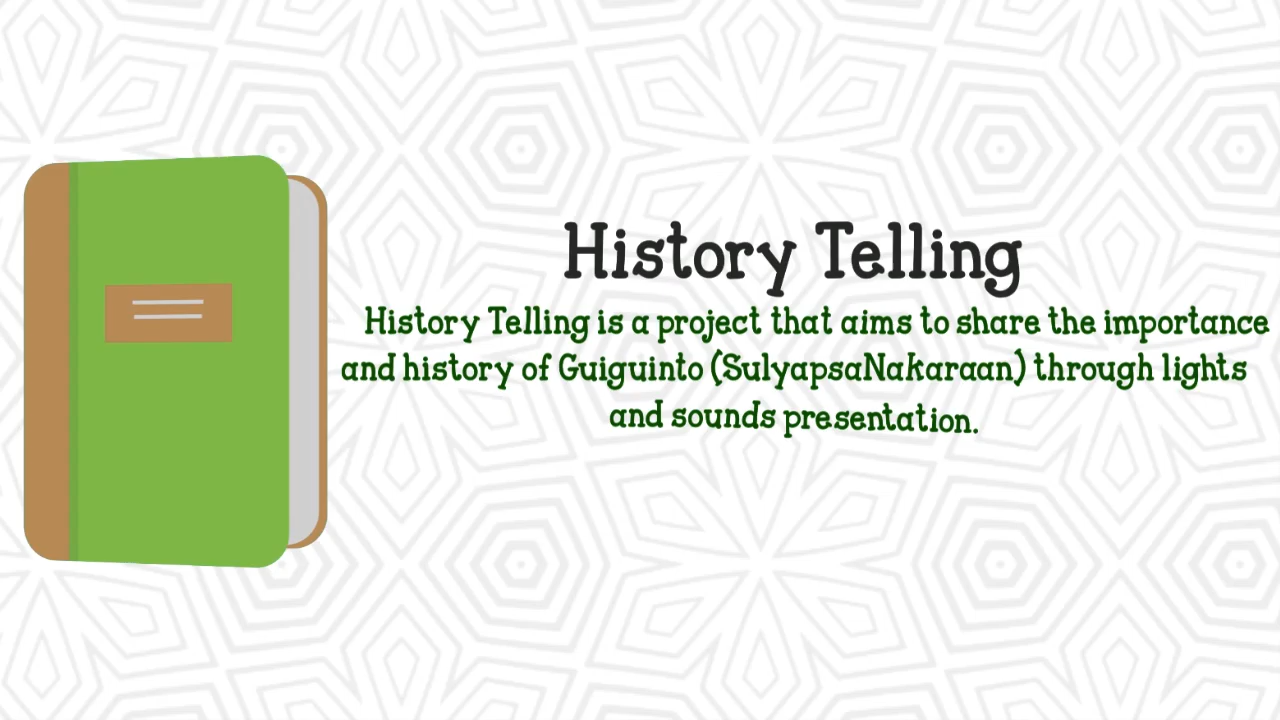 History Telling
History Telling is a project that aims to share the importance
and history of Guiguinto (SulyapsaNakaraan) through lights
and sounds presentation.